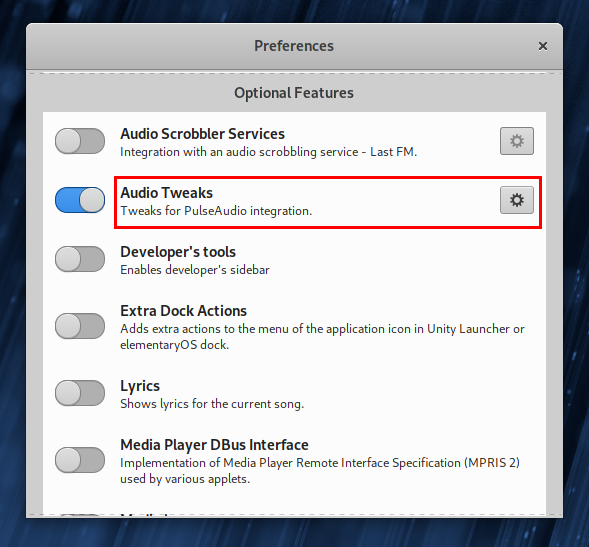 Preferences
Optional Features
Audio Scrobbler Services
Integration with an audio scrobbling service - Last FM.
Audio Tweaks
Tweaks for PulseAudio integration.
Developer's tools
Enables developer's sidebar
Extra Dock Actions
Adds extra actions to the menu of the application icon in Unity Launcher or
elementaryOS dock.
Lyrics
Shows lyrics for the current song.
Media Player DBus Interface
Implementation of Media Player Remote Interface Specification (MPRIS 2)
used by various applets.